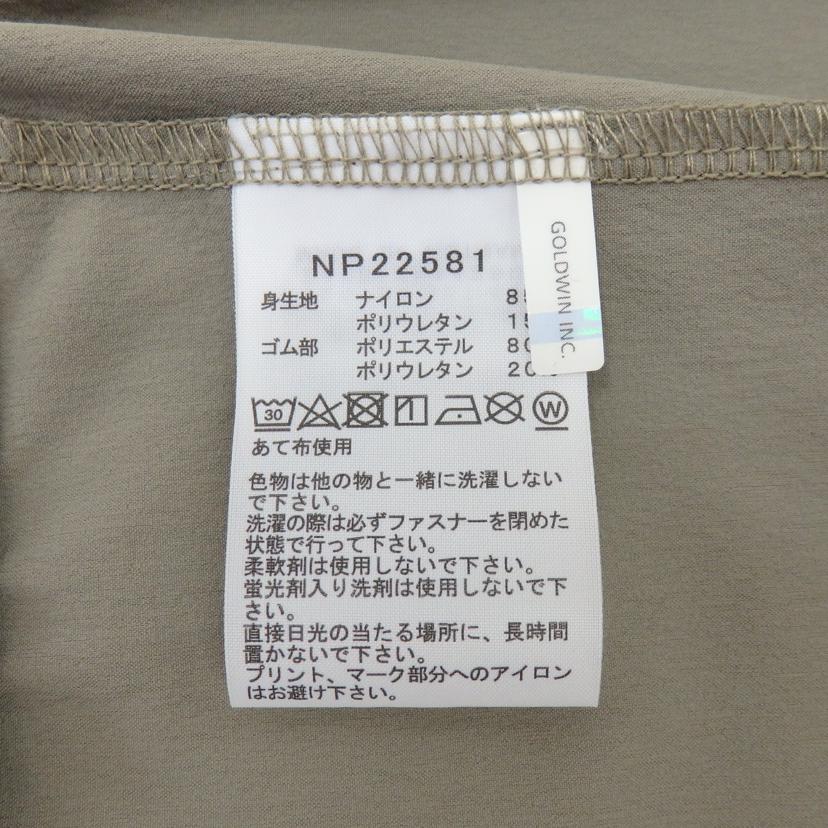 NP22581
身生地 ナイロン 8
ポリウレタン 15
ゴム部 ポリエステル 80
ポリウレタン 20
30 W
あて布使用
色物は他の物と一緒に洗濯しない
で下さい。
洗濯の際は必ずファスナーを閉めた
状態で行って下さい。
柔軟剤は使用しないで下さい。
蛍光剤入り洗剤は使用しないで下
さい。
直接日光の当たる場所に、長時間
置かないで下さい。
プリント、マーク部分へのアイロン
はお避け下さい。
GOLDWIN INC.